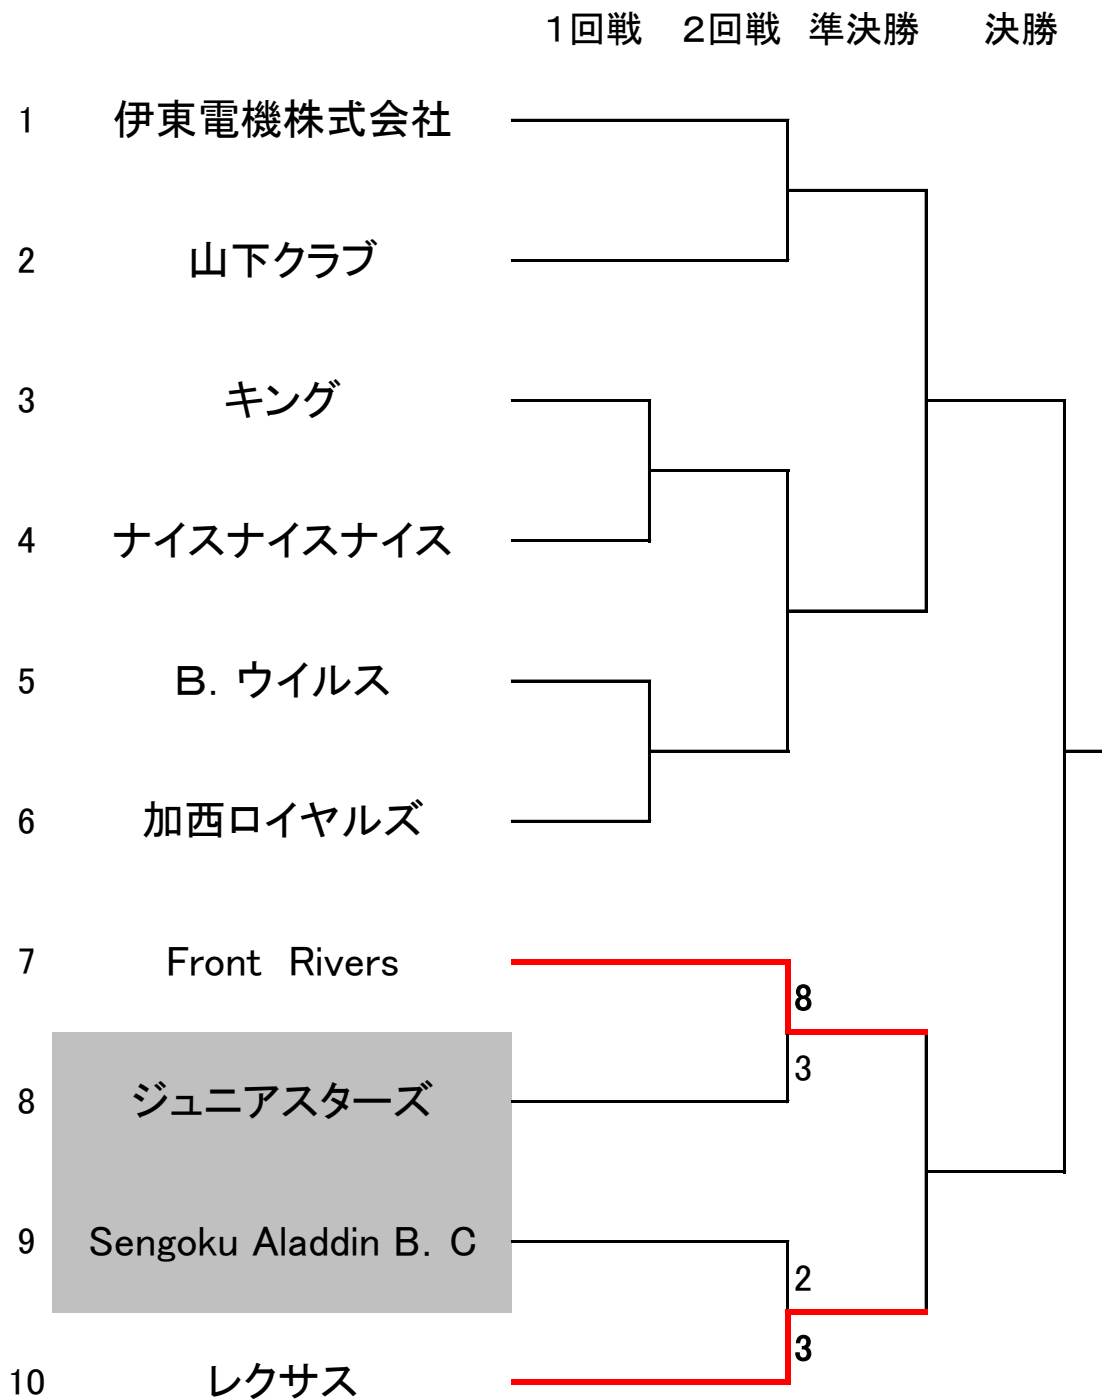 １回戦 ２回戦 準決勝 決勝
1 伊東電機株式会社
2 山下クラブ
3 キング
4 ナイスナイスナイス
5 Ｂ．ウイルス
6 加西ロイヤルズ
7 Front Rivers
8
8 ジュニアスターズ
3
9 Sengoku Aladdin B. C
2
3
10 レクサス